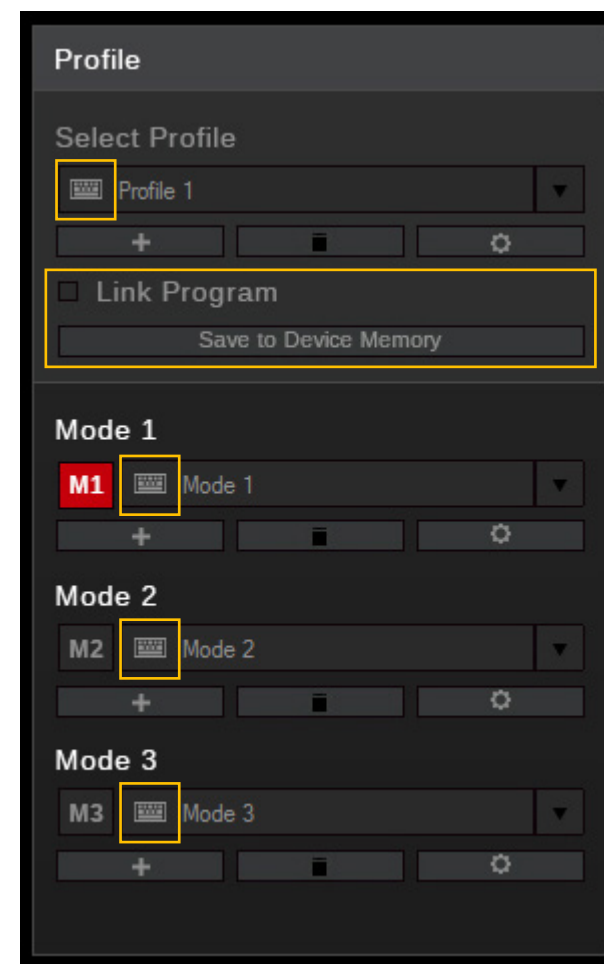 Profile
Select Profile
Profile 1
Link Program
Save to Device Memory
Mode 1
M1 Mode 1
Mode 2
M2 Mode 2
Mode 3
M3 Mode 3